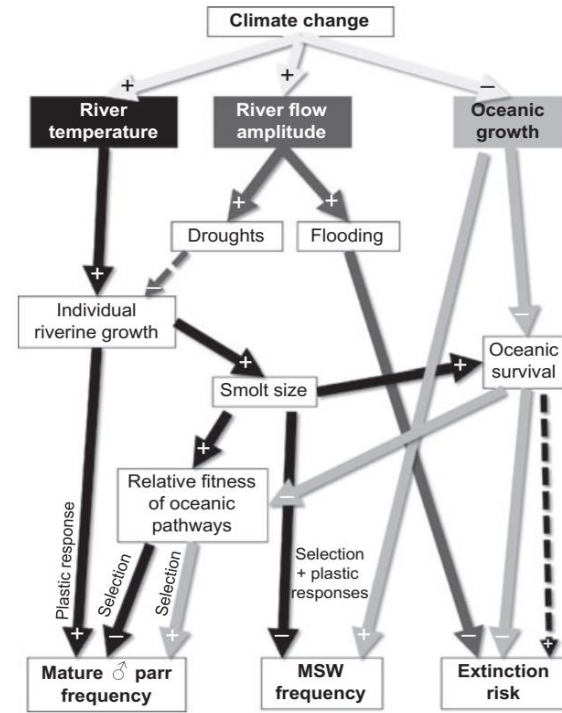 Climate change
+
+
−
River
temperature
River flow
amplitude
Oceanic
growth
+
+
Droughts
Flooding
+
−
−
Individual
riverine growth
Oceanic
survival
+
+
Smolt size
+
Relative fitness
of oceanic
pathways
−
Plastic response
Selection
Selection
Selection
+ plastic
responses
+
−
+
−
+
−
−
+
Mature ♂ parr
frequency
MSW
frequency
Extinction
risk